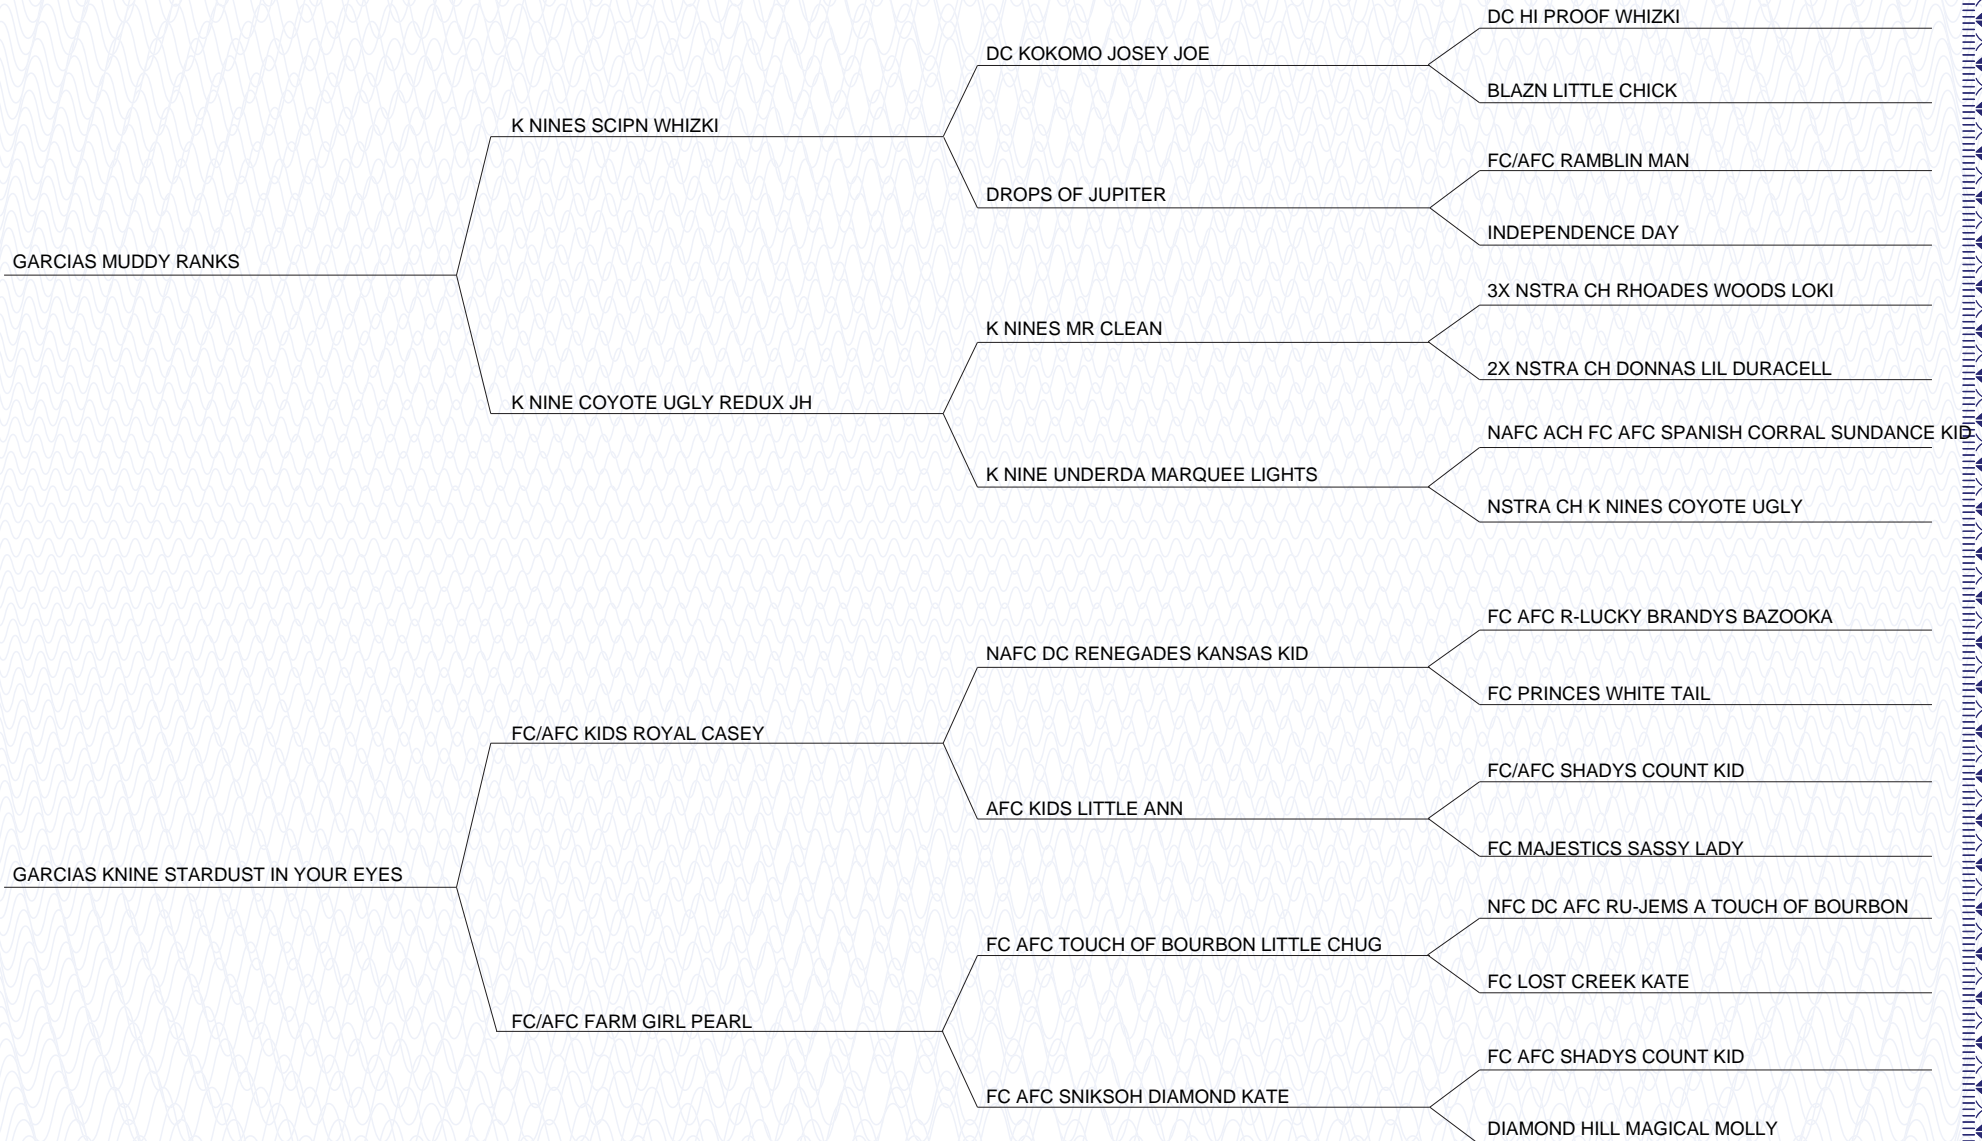 DC HI PROOF WHIZKI
DC KOKOMO JOSEY JOE
BLAZN LITTLE CHICK
K NINES SCIPN WHIZKI
FC/AFC RAMBLIN MAN
DROPS OF JUPITER
INDEPENDENCE DAY
GARCIAS MUDDY RANKS
3X NSTRA CH RHOADES WOODS LOKI
K NINES MR CLEAN
2X NSTRA CH DONNAS LIL DURACELL
K NINE COYOTE UGLY REDUX JH
NAFC ACH FC AFC SPANISH CORRAL SUNDANCE KID
K NINE UNDERDA MARQUEE LIGHTS
NSTRA CH K NINES COYOTE UGLY
FC AFC R-LUCKY BRANDYS BAZOOKA
NAFC DC RENEGADES KANSAS KID
FC PRINCES WHITE TAIL
FC/AFC KIDS ROYAL CASEY
FC/AFC SHADYS COUNT KID
AFC KIDS LITTLE ANN
FC MAJESTICS SASSY LADY
GARCIAS KNINE STARDUST IN YOUR EYES
NFC DC AFC RU-JEMS A TOUCH OF BOURBON
FC AFC TOUCH OF BOURBON LITTLE CHUG
FC LOST CREEK KATE
FC/AFC FARM GIRL PEARL
FC AFC SHADYS COUNT KID
FC AFC SNIKSOH DIAMOND KATE
DIAMOND HILL MAGICAL MOLLY